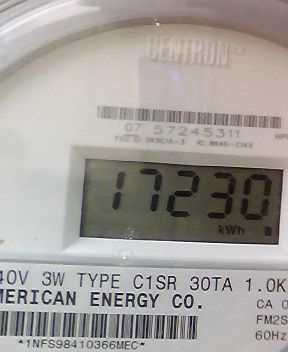 CENTRON®
07 57245311
17230
kWh
40V 3W TYPE C1SR 30TA 1.0K
MERICAN ENERGY CO.
CA 0
FM2S
60Hz
*1NFS98410366MEC*